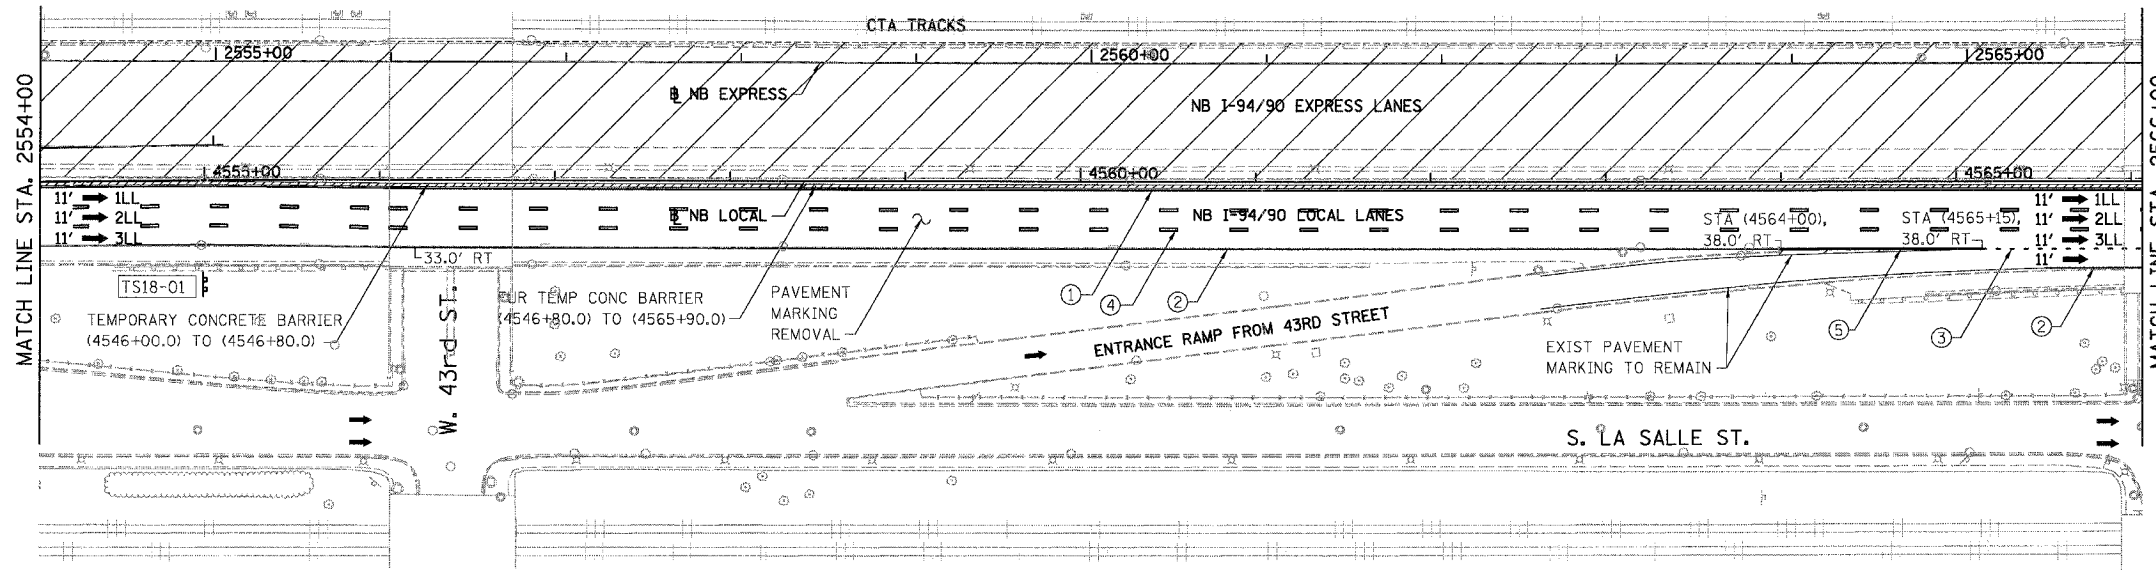 CTA TRACKS
MATCH LINE STA. 2554+00
2555+00
2560+00
2565+00
NB EXPRESS
NB I-94/90 EXPRESS LANES
4555+00
4560+00
4565+00
11' 1LL
11' 2LL
11' 3LL
NB LOCAL
NB I-94/90 LOCAL LANES
STA (4564+00),
38.0' RT
STA (4565+15),
38.0' RT
11' 1LL
11' 2LL
11' 3LL
11'
33.0' RT
TS18-01
TEMPORARY CONCRETE BARRIER
(4546+00.0) TO (4546+80.0)
W. 43rd ST.
TEMP CONC BARRIER
(4546+80.0) TO (4565+90.0)
PAVEMENT
MARKING
REMOVAL
1
4
2
ENTRANCE RAMP FROM 43RD STREET
EXIST PAVEMENT
MARKING TO REMAIN
5
3
2
S. LA SALLE ST.